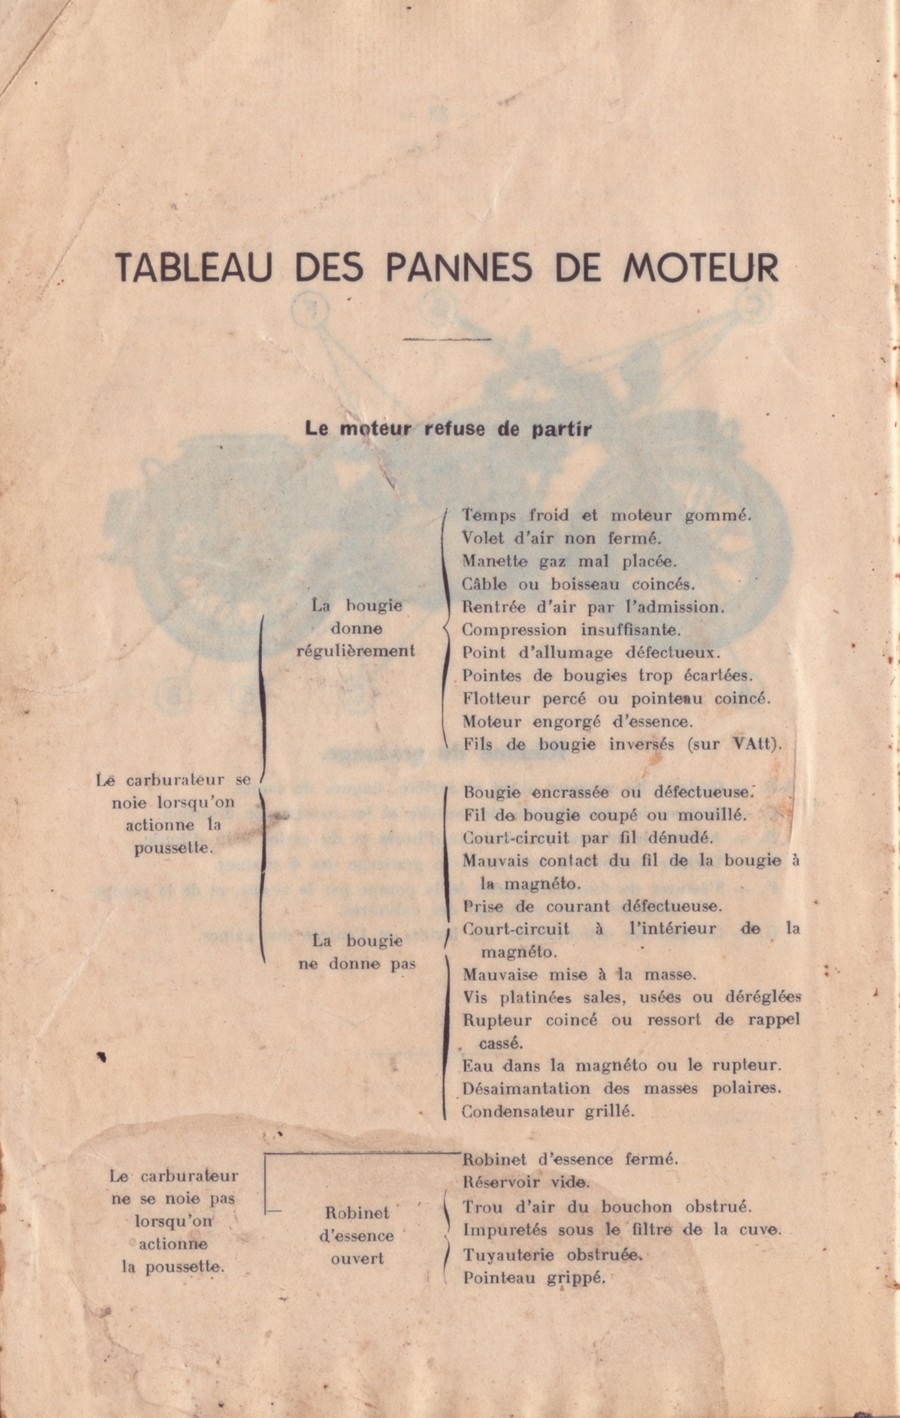 TABLEAU DES PANNES DE MOTEUR
Le moteur refuse de partir
Le carburateur se
noie lorsqu'on
actionne la
poussette.
La bougie
donne
régulièrement
Temps froid et moteur gommé.
Volet d'air non fermé.
Manette gaz mal placée.
Câble ou boisseau coincés.
Rentrée d'air par l'admission.
Compression insuffisante.
Point d'allumage défectueux.
Pointes de bougies trop écartées.
Flotteur percé ou pointeau coincé.
Moteur engorgé d'essence.
Fils de bougie inversés (sur VAtt).
La bougie
ne donne pas
Bougie encrassée ou défectueuse.
Fil de bougie coupé ou mouillé.
Court-circuit par fil dénudé.
Mauvais contact du fil de la bougie à
la magnéto.
Prise de courant défectueuse.
Court-circuit à l'intérieur de la
magnéto.
Mauvaise mise à la masse.
Vis platinées sales, usées ou déréglées
Rupteur coincé ou ressort de rappel
cassé.
Eau dans la magnéto ou le rupteur.
Désaimantation des masses polaires.
Condensateur grillé.
Le carburateur
ne se noie pas
lorsqu'on
actionne
la poussette.
Robinet d'essence fermé.
Robinet
d'essence
ouvert
Réservoir vide.
Trou d'air du bouchon obstrué.
Impuretés sous le filtre de la cuve.
Tuyauterie obstruée.
Pointeau grippé.